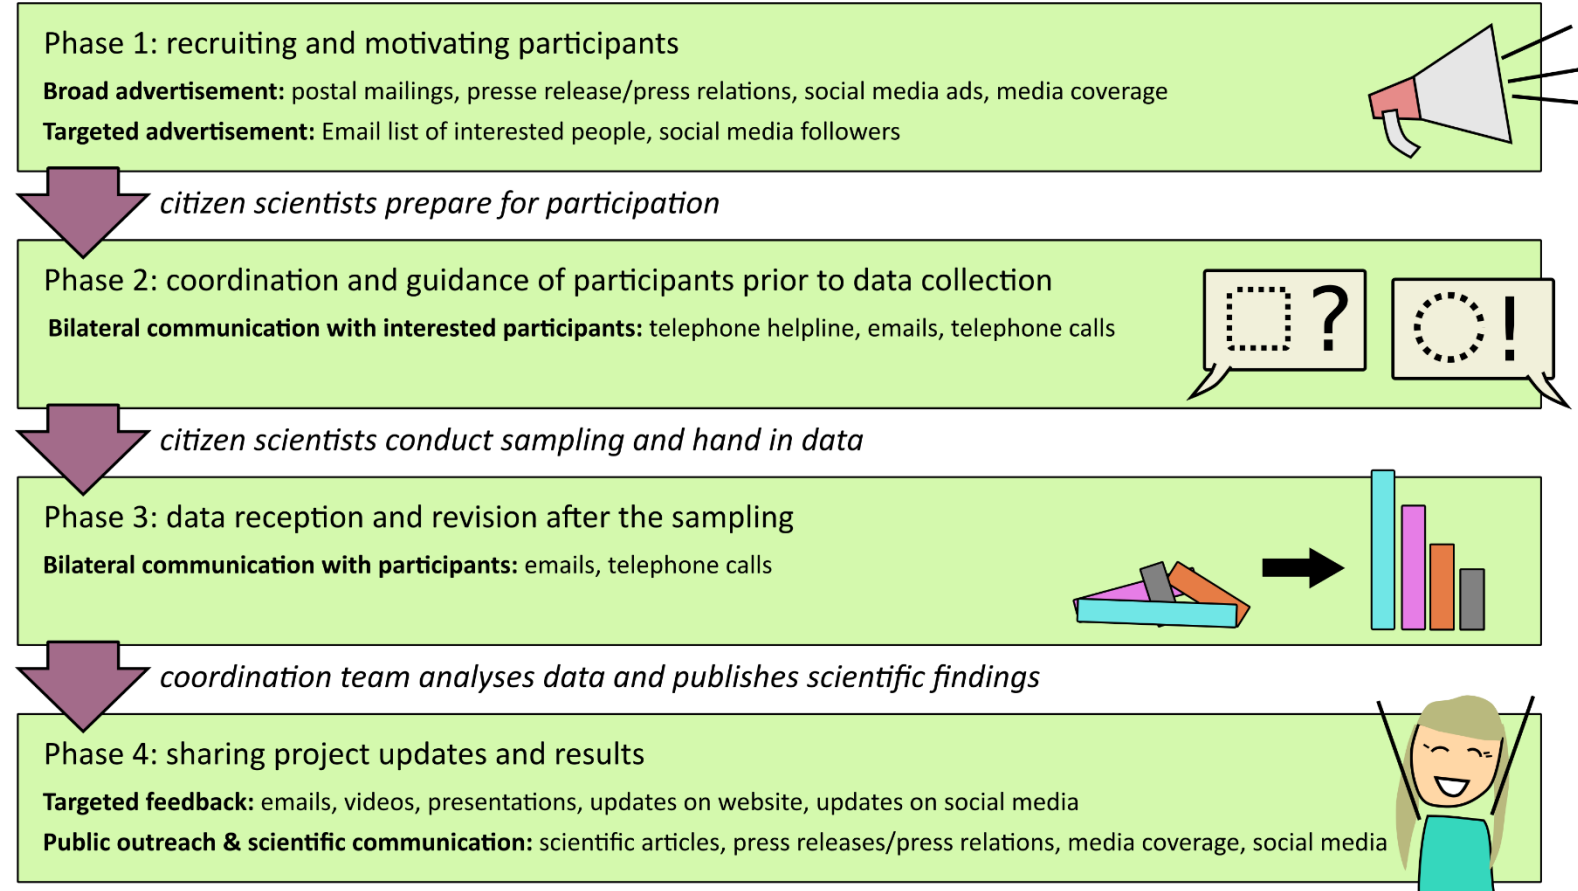 Phase 1: recruiting and motivating participants
Broad advertisement: postal mailings, presse release/press relations, social media ads, media coverage
Targeted advertisement: Email list of interested people, social media followers
citizen scientists prepare for participation
Phase 2: coordination and guidance of participants prior to data collection
Bilateral communication with interested participants: telephone helpline, emails, telephone calls
? !
citizen scientists conduct sampling and hand in data
Phase 3: data reception and revision after the sampling
Bilateral communication with participants: emails, telephone calls
coordination team analyses data and publishes scientific findings
Phase 4: sharing project updates and results
Targeted feedback: emails, videos, presentations, updates on website, updates on social media
Public outreach & scientific communication: scientific articles, press releases/press relations, media coverage, social media